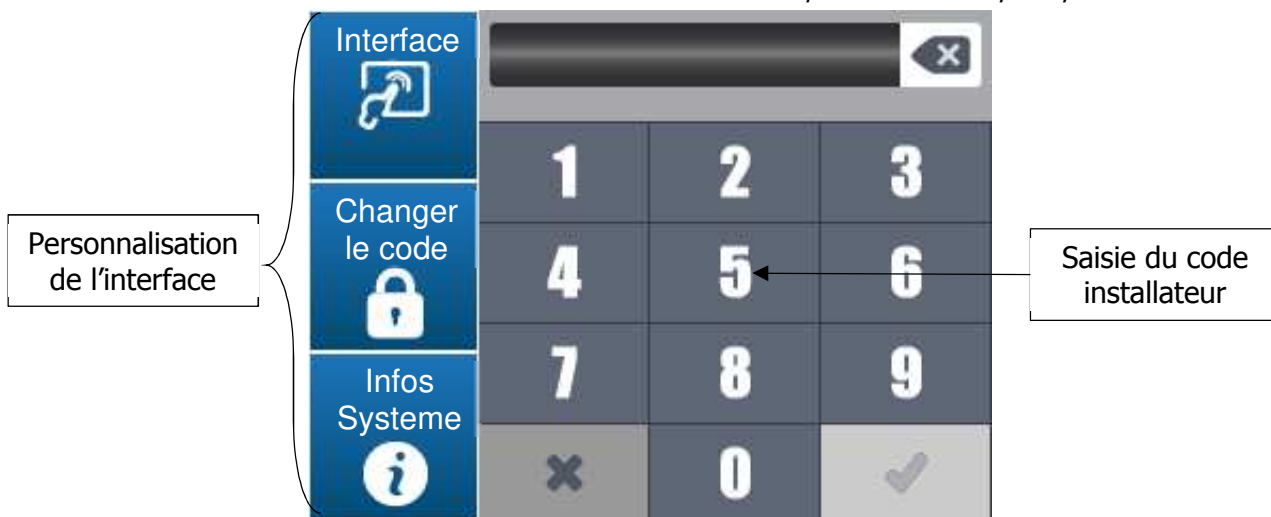 Interface
Changer
le code
Infos
Systeme
1 2 3
4 5 6
7 8 9
0
Personnalisation
de l’interface
Saisie du code
installateur